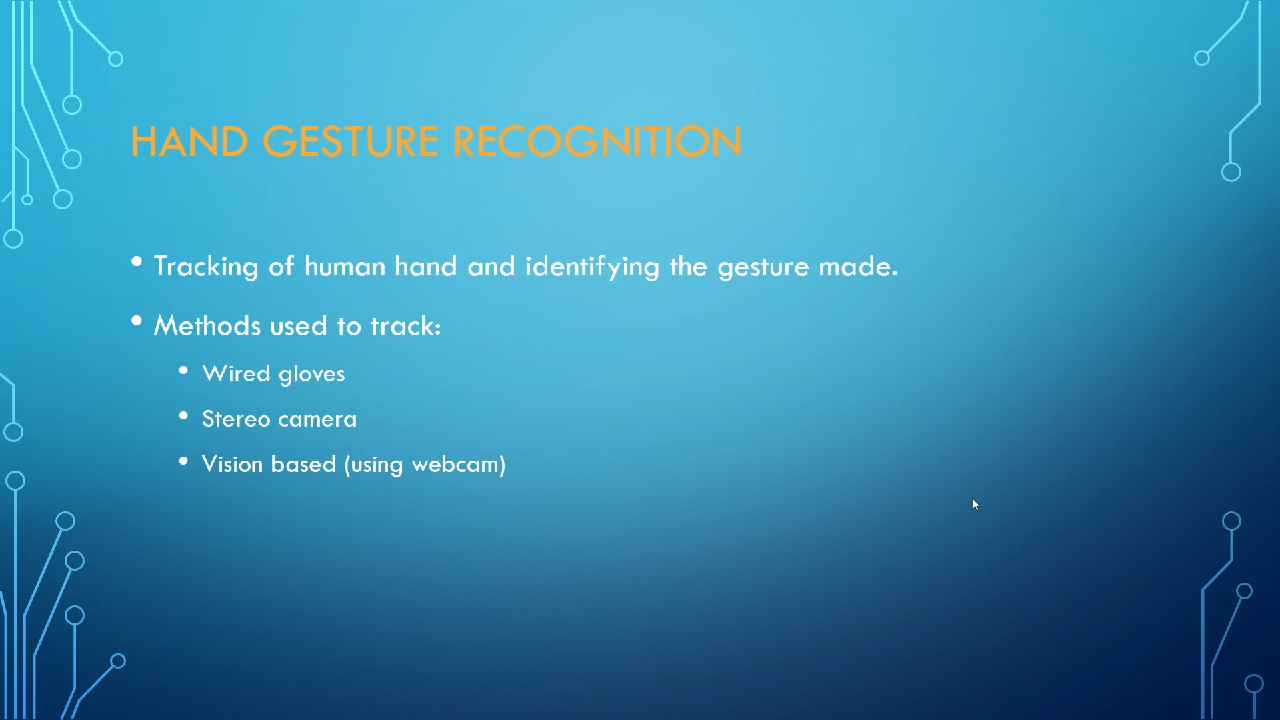 HAND GESTURE RECOGNITION
• Tracking of human hand and identifying the gesture made.
• Methods used to track:
• Wired gloves
• Stereo camera
• Vision based (using webcam)